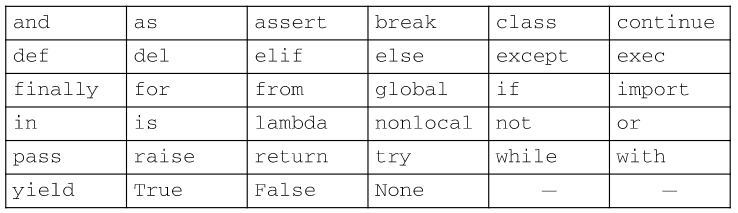 and as assert break class continue
def del elif else except exec
finally for from global if import
in is lambda nonlocal not or
pass raise return try while with
yield True False None — —